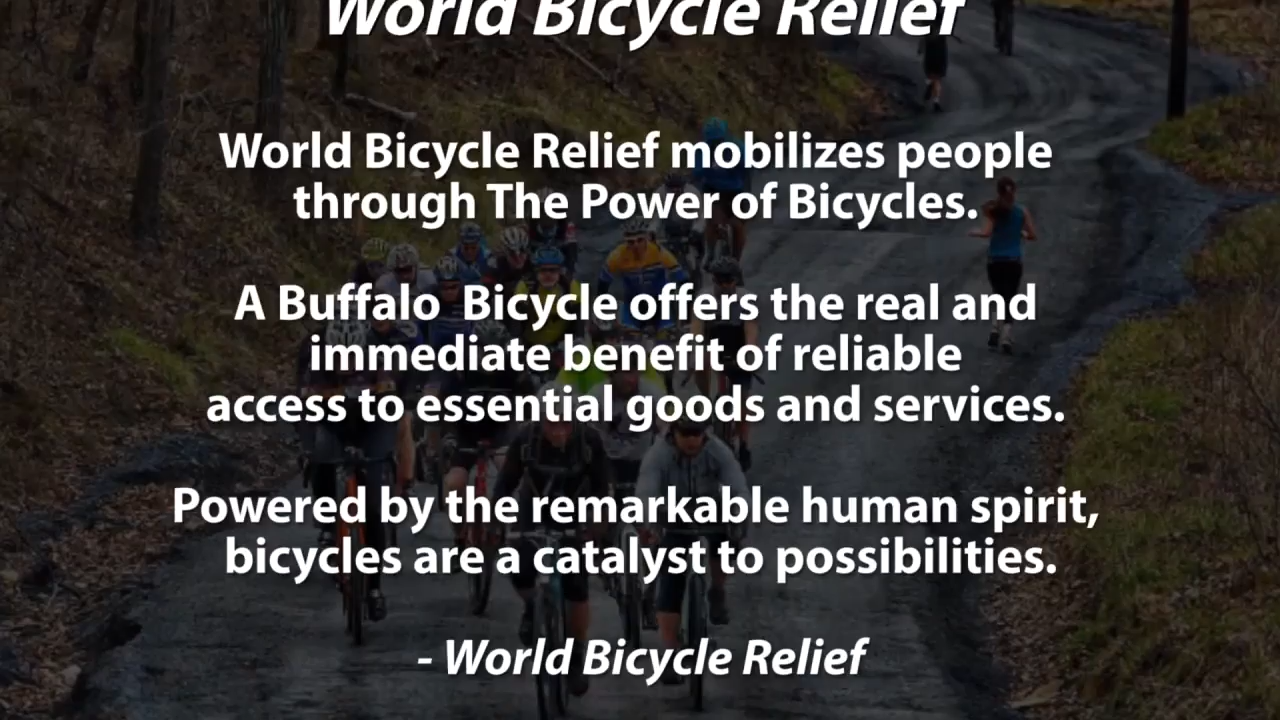 World Bicycle Relief
World Bicycle Relief mobilizes people
through The Power of Bicycles.
A Buffalo  Bicycle offers the real and
immediate benefit of reliable
access to essential goods and services.
Powered by the remarkable human spirit,
bicycles are a catalyst to possibilities.
- World Bicycle Relief